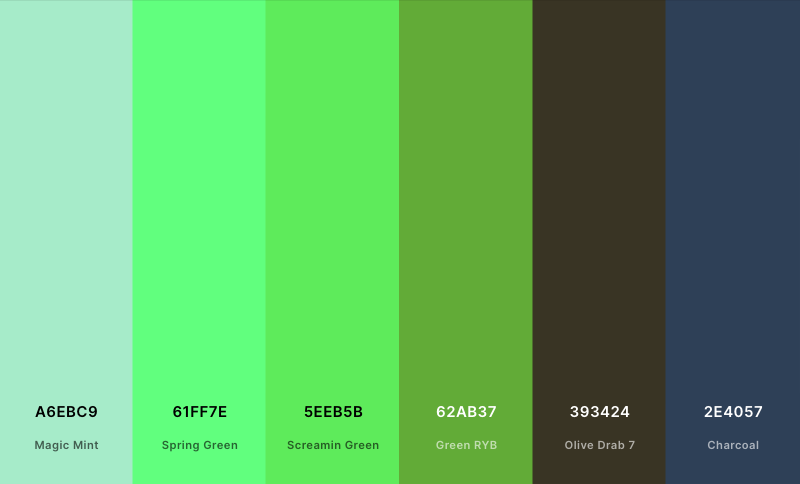 A6EBC9 61FF7E 5EEB5B 62AB37 393424 2E4057
Magic Mint Spring Green Screamin Green Green RYB Olive Drab 7 Charcoal